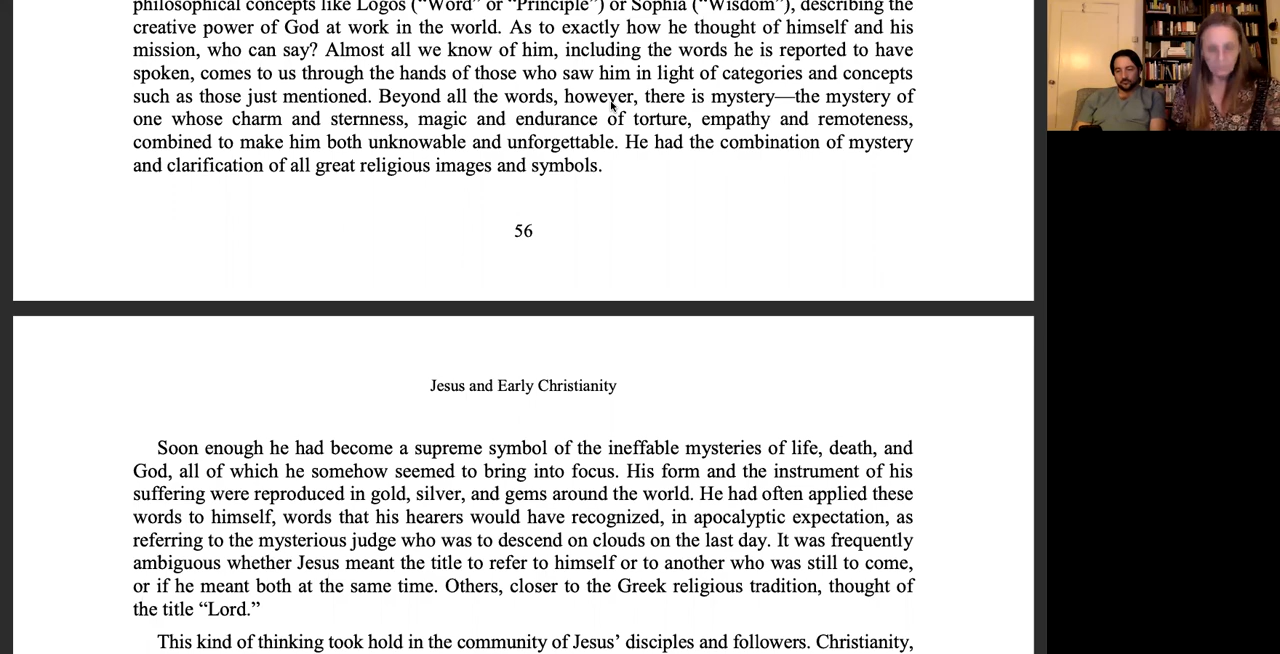 philosophical concepts like Logos (“Word” or “Principle”) or Sophia (“Wisdom”), describing the
creative power of God at work in the world. As to exactly how he thought of himself and his
mission, who can say? Almost all we know of him, including the words he is reported to have
spoken, comes to us through the hands of those who saw him in light of categories and concepts
such as those just mentioned. Beyond all the words, however, there is mystery—the mystery of
one whose charm and sternness, magic and endurance of torture, empathy and remoteness,
combined to make him both unknowable and unforgettable. He had the combination of mystery
and clarification of all great religious images and symbols.
56
Jesus and Early Christianity
Soon enough he had become a supreme symbol of the ineffable mysteries of life, death, and
God, all of which he somehow seemed to bring into focus. His form and the instrument of his
suffering were reproduced in gold, silver, and gems around the world. He had often applied these
words to himself, words that his hearers would have recognized, in apocalyptic expectation, as
referring to the mysterious judge who was to descend on clouds on the last day. It was frequently
ambiguous whether Jesus meant the title to refer to himself or to another who was still to come,
or if he meant both at the same time. Others, closer to the Greek religious tradition, thought of
the title “Lord.”
This kind of thinking took hold in the community of Jesus’ disciples and followers. Christianity,